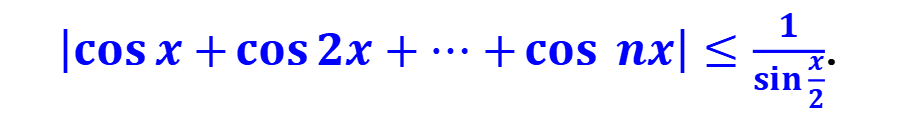 |cos x + cos 2x + ⋯ + cos nx| ≤ 1/(sin x/2).